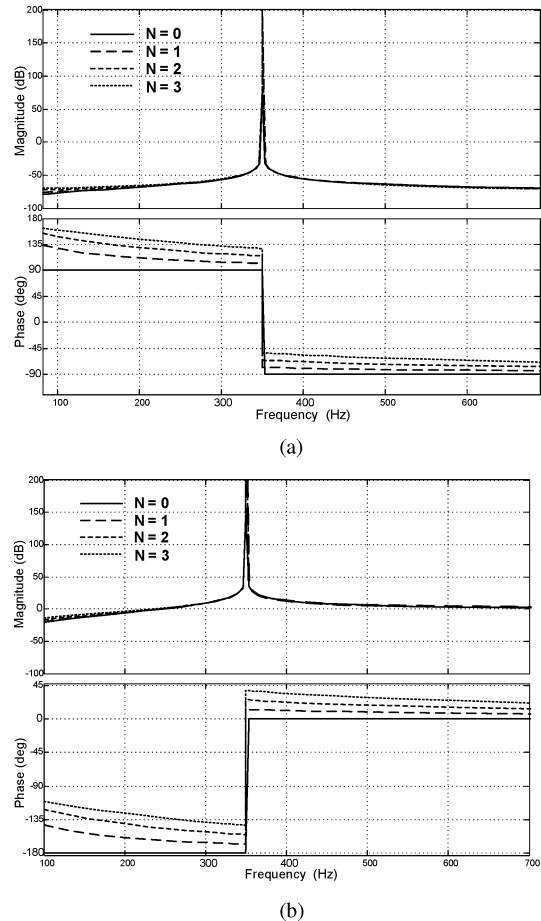 200
150
100
50
0
-50
-100
Magnitude (dB)
N = 0
N = 1
N = 2
N = 3
180
135
90
45
0
-45
-90
Phase (deg)
100 200 300 400 500 600
Frequency (Hz)
(a)
200
150
100
50
0
-50
-100
Magnitude (dB)
N = 0
N = 1
N = 2
N = 3
45
0
-45
-90
-135
-180
Phase (deg)
100 200 300 400 500 600 700
Frequency (Hz)
(b)